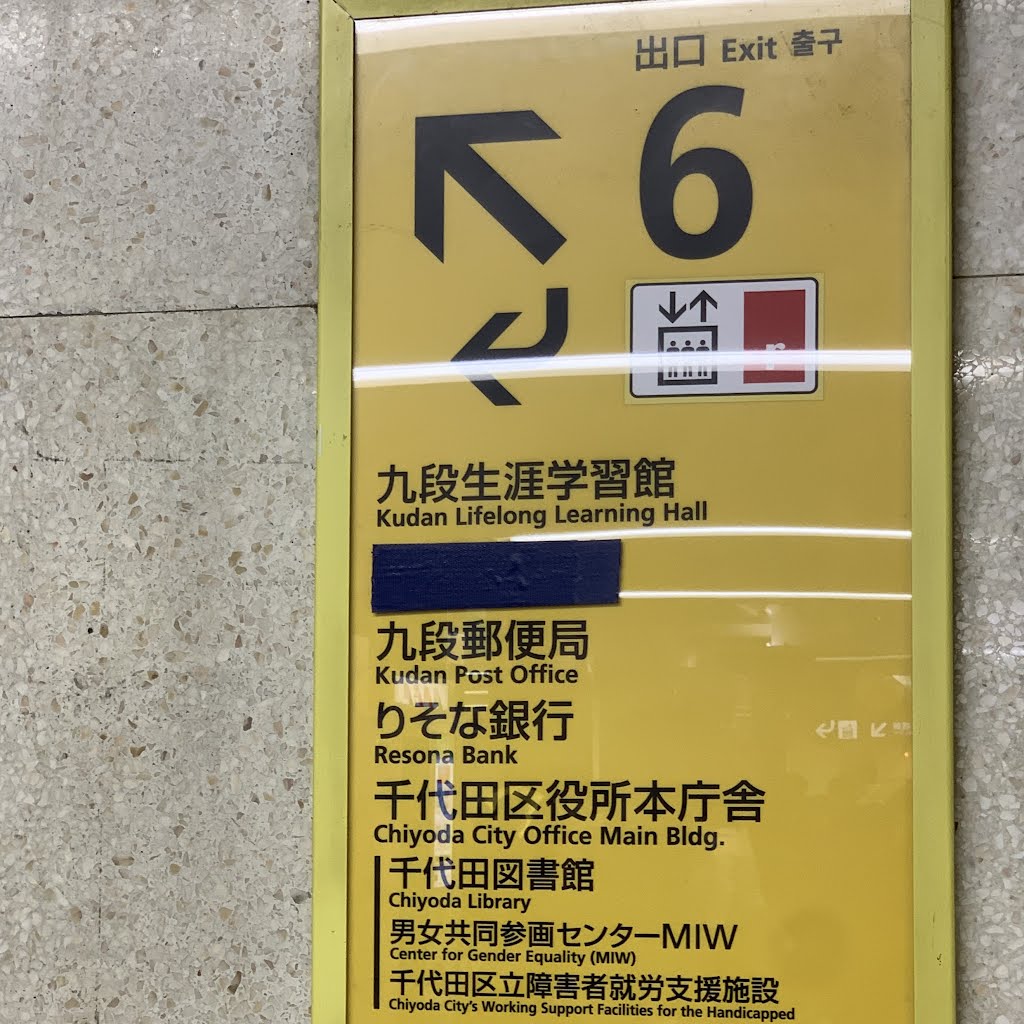 出口 Exit 출구
6
r
九段生涯学習館
Kudan Lifelong Learning Hall
九段郵便局
Kudan Post Office
りそな銀行
Resona Bank
千代田区役所本庁舎
Chiyoda City Office Main Bldg.
千代田図書館
Chiyoda Library
男女共同参画センターMIW
Center for Gender Equality (MIW)
千代田区立障害者就労支援施設
Chiyoda City's Working Support Facilities for the Handicapped